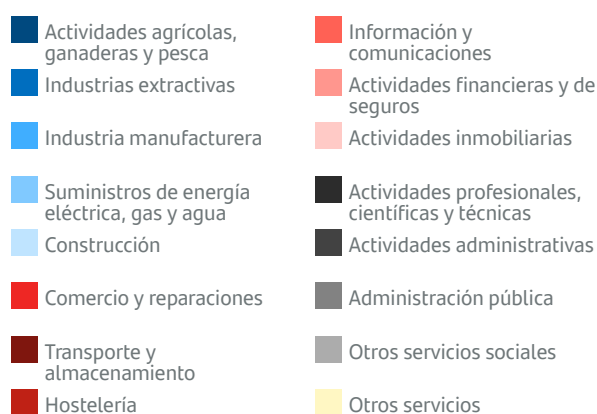 Actividades agrícolas,
ganaderas y pesca
Industrias extractivas
Industria manufacturera
Suministros de energía
eléctrica, gas y agua
Construcción
Comercio y reparaciones
Transporte y
almacenamiento
Hostelería
Información y
comunicaciones
Actividades financieras y de
seguros
Actividades inmobiliarias
Actividades profesionales,
científicas y técnicas
Actividades administrativas
Administración pública
Otros servicios sociales
Otros servicios